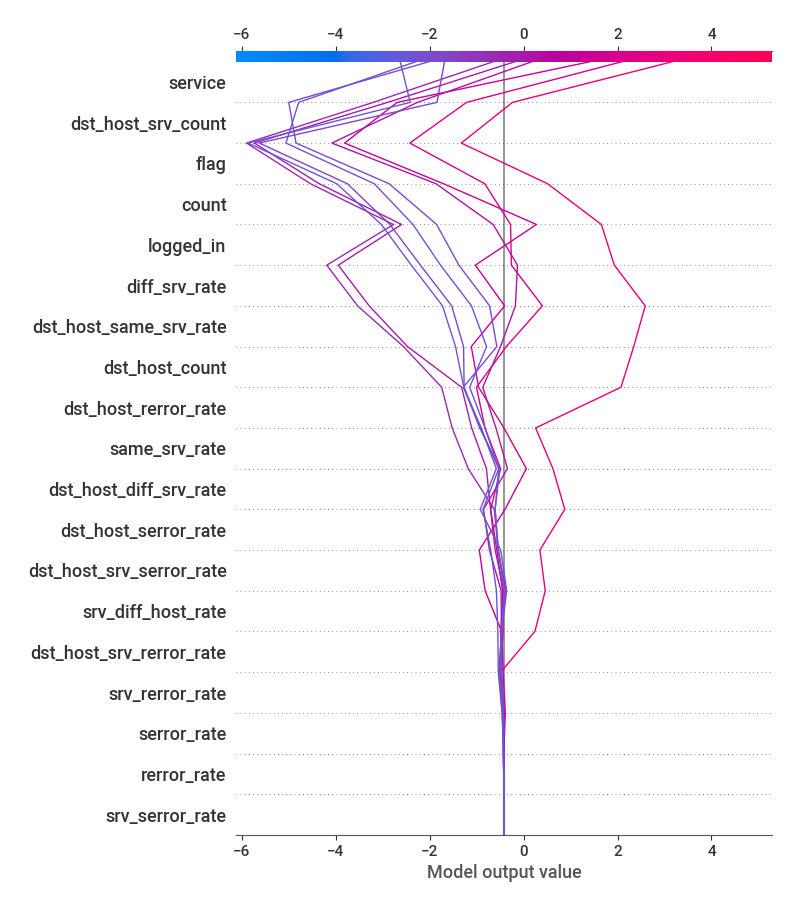 −6 −4 −2 0 2 4
service
dst_host_srv_count
flag
count
logged_in
diff_srv_rate
dst_host_same_srv_rate
dst_host_count
dst_host_rerror_rate
same_srv_rate
dst_host_diff_srv_rate
dst_host_serror_rate
dst_host_srv_serror_rate
srv_diff_host_rate
dst_host_srv_rerror_rate
srv_rerror_rate
serror_rate
rerror_rate
srv_serror_rate
−6 −4 −2 0 2 4
Model output value